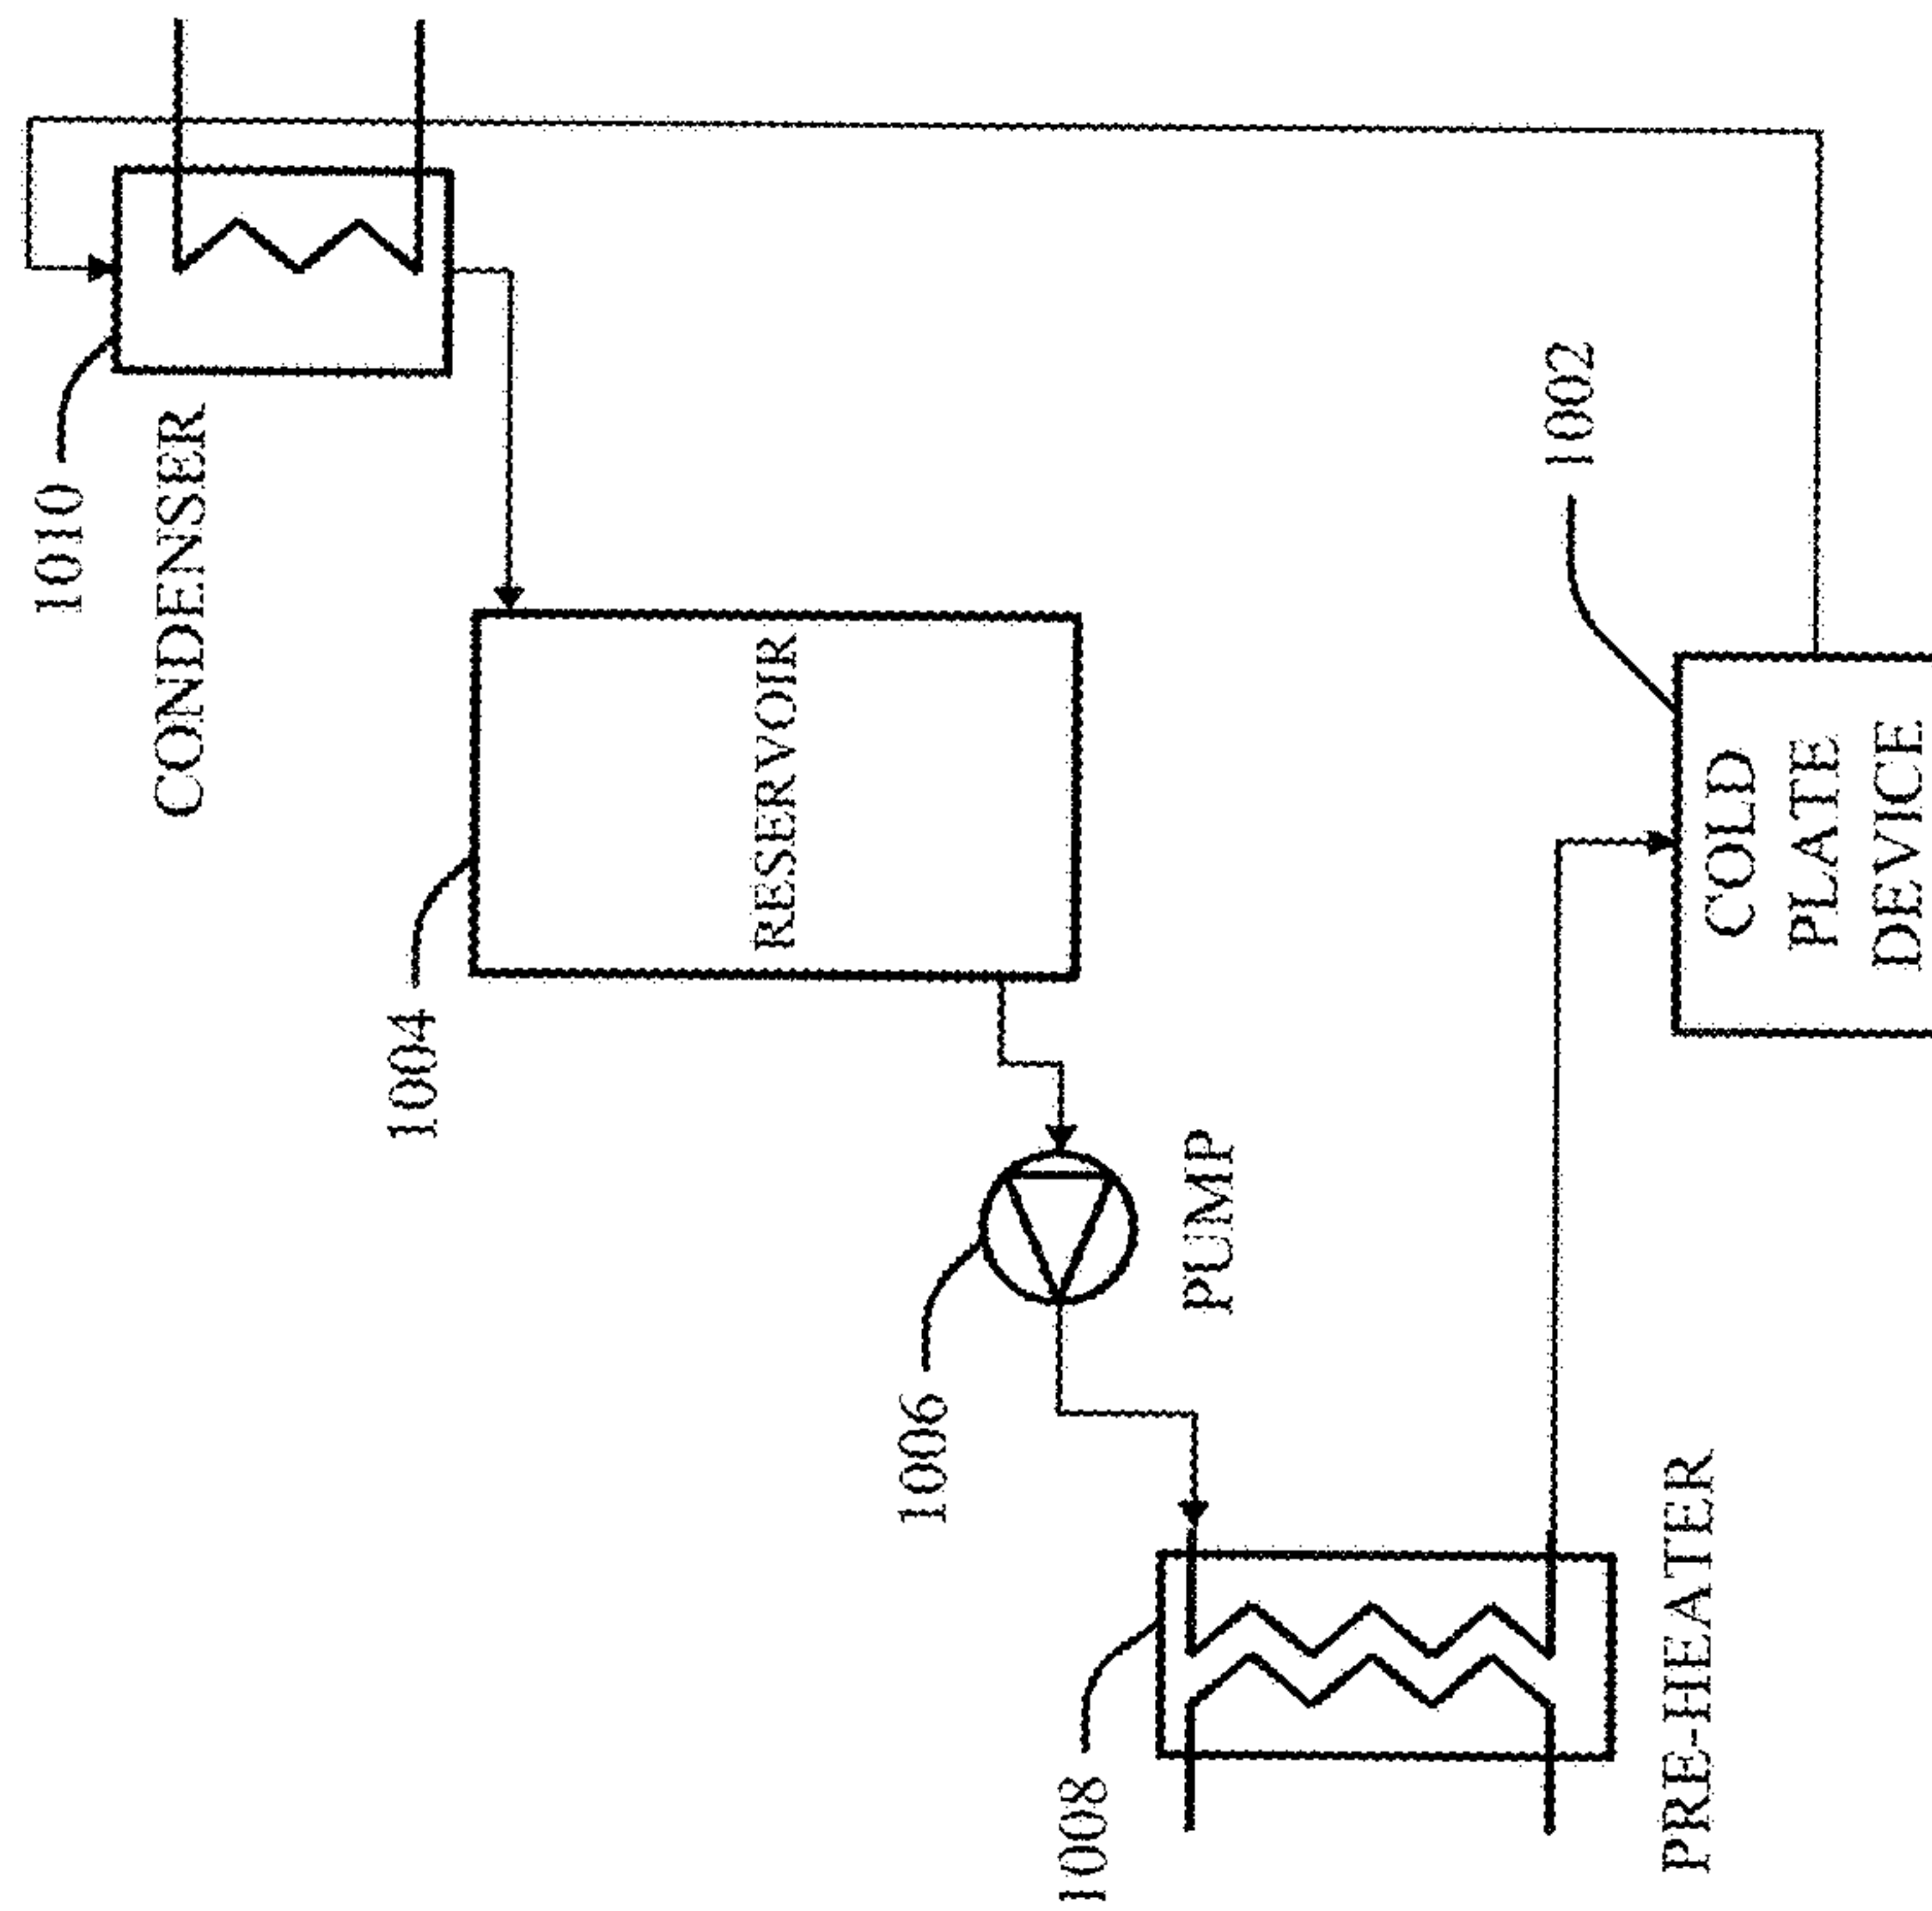 1010
CONDENSER
1004
RESERVOIR
1006
PUMP
1008
PRE-HEATER
1002
COLD
PLATE
DEVICE